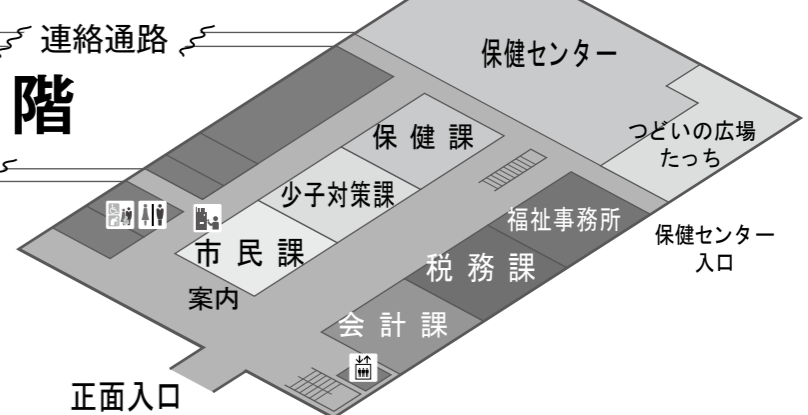 連絡通路
階
保健センター
つどいの広場
たっち
保健課
少子対策課
市民課
案内
福祉事務所
税務課
会計課
保健センター
入口
正面入口